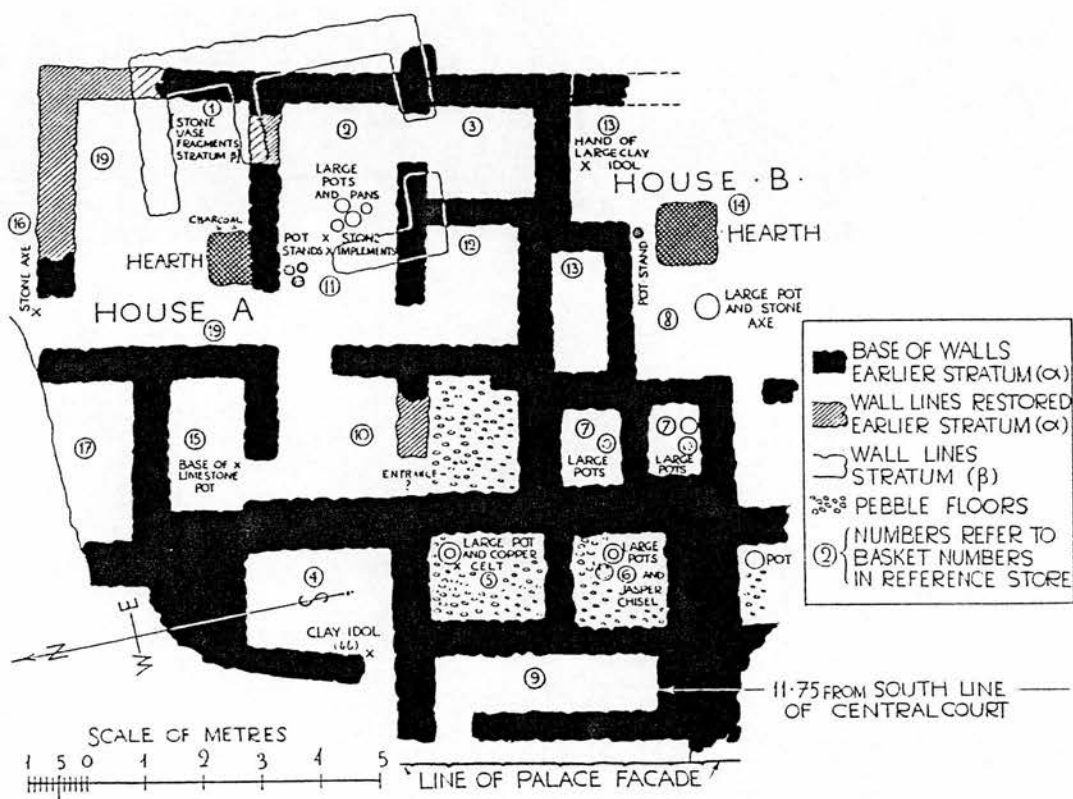 ①
STONE
VASE
FRAGMENTS
STRATUM β
②
③
⑬
HAND OF
LARGE CLAY
× IDOL
⑲
LARGE
POTS
AND PANS
HOUSE · B ·
⑭
HEARTH
⑯
STONE AXE
×
CHARCOAL
HEARTH
POT × STONE
STANDS × IMPLEMENTS
⑪
⑫
⑬
POT STAND
⑧
LARGE POT
AND STONE
AXE
HOUSE A
⑲
⑰
⑮
BASE OF ×
LIMESTONE
POT
⑩
ENTRANCE
?
⑦
LARGE
POTS
⑦
LARGE
POTS
④
CLAY IDOL
(66) ×
LARGE POT
AND COPPER
× CELT
⑤
LARGE
POTS
⑥ AND
JASPER
CHISEL
POT
⑨
N
E
W
S
11·75 FROM SOUTH LINE
OF CENTRAL COURT
SCALE OF METRES
1 5 0 1 2 3 4 5
LINE OF PALACE FACADE
BASE OF WALLS
EARLIER STRATUM (α)
WALL LINES RESTORED
EARLIER STRATUM (α)
WALL LINES
STRATUM (β)
PEBBLE FLOORS
② NUMBERS REFER TO
BASKET NUMBERS
IN REFERENCE STORE